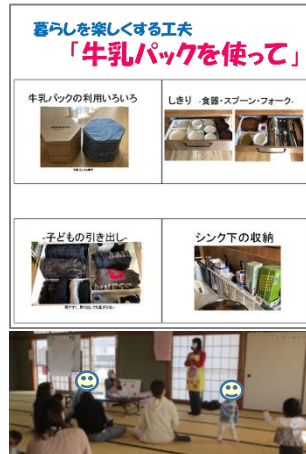 暮らしを楽しくする工夫
「牛乳パックを使って」
牛乳パックの利用いろいろ
しきり -食器・スプーン・フォーク-
-子どもの引き出し-
シンク下の収納